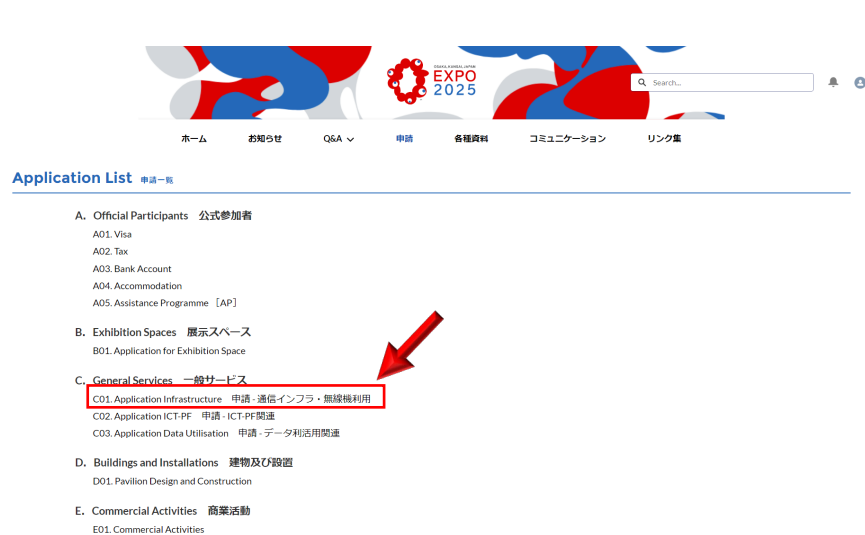 OSAKA, KANSAI, JAPAN
EXPO
2025
Search...
ホーム お知らせ Q&A 申請 各種資料 コミュニケーション リンク集
Application List 申請一覧
A. Official Participants 公式参加者
A01. Visa
A02. Tax
A03. Bank Account
A04. Accommodation
A05. Assistance Programme [AP]
B. Exhibition Spaces 展示スペース
B01. Application for Exhibition Space
C. General Services 一般サービス
C01. Application Infrastructure 申請 - 通信インフラ・無線機利用
C02. Application ICT-PF 申請 - ICT-PF関連
C03. Application Data Utilisation 申請 - データ利活用関連
D. Buildings and Installations 建物及び設置
D01. Pavilion Design and Construction
E. Commercial Activities 商業活動
E01. Commercial Activities